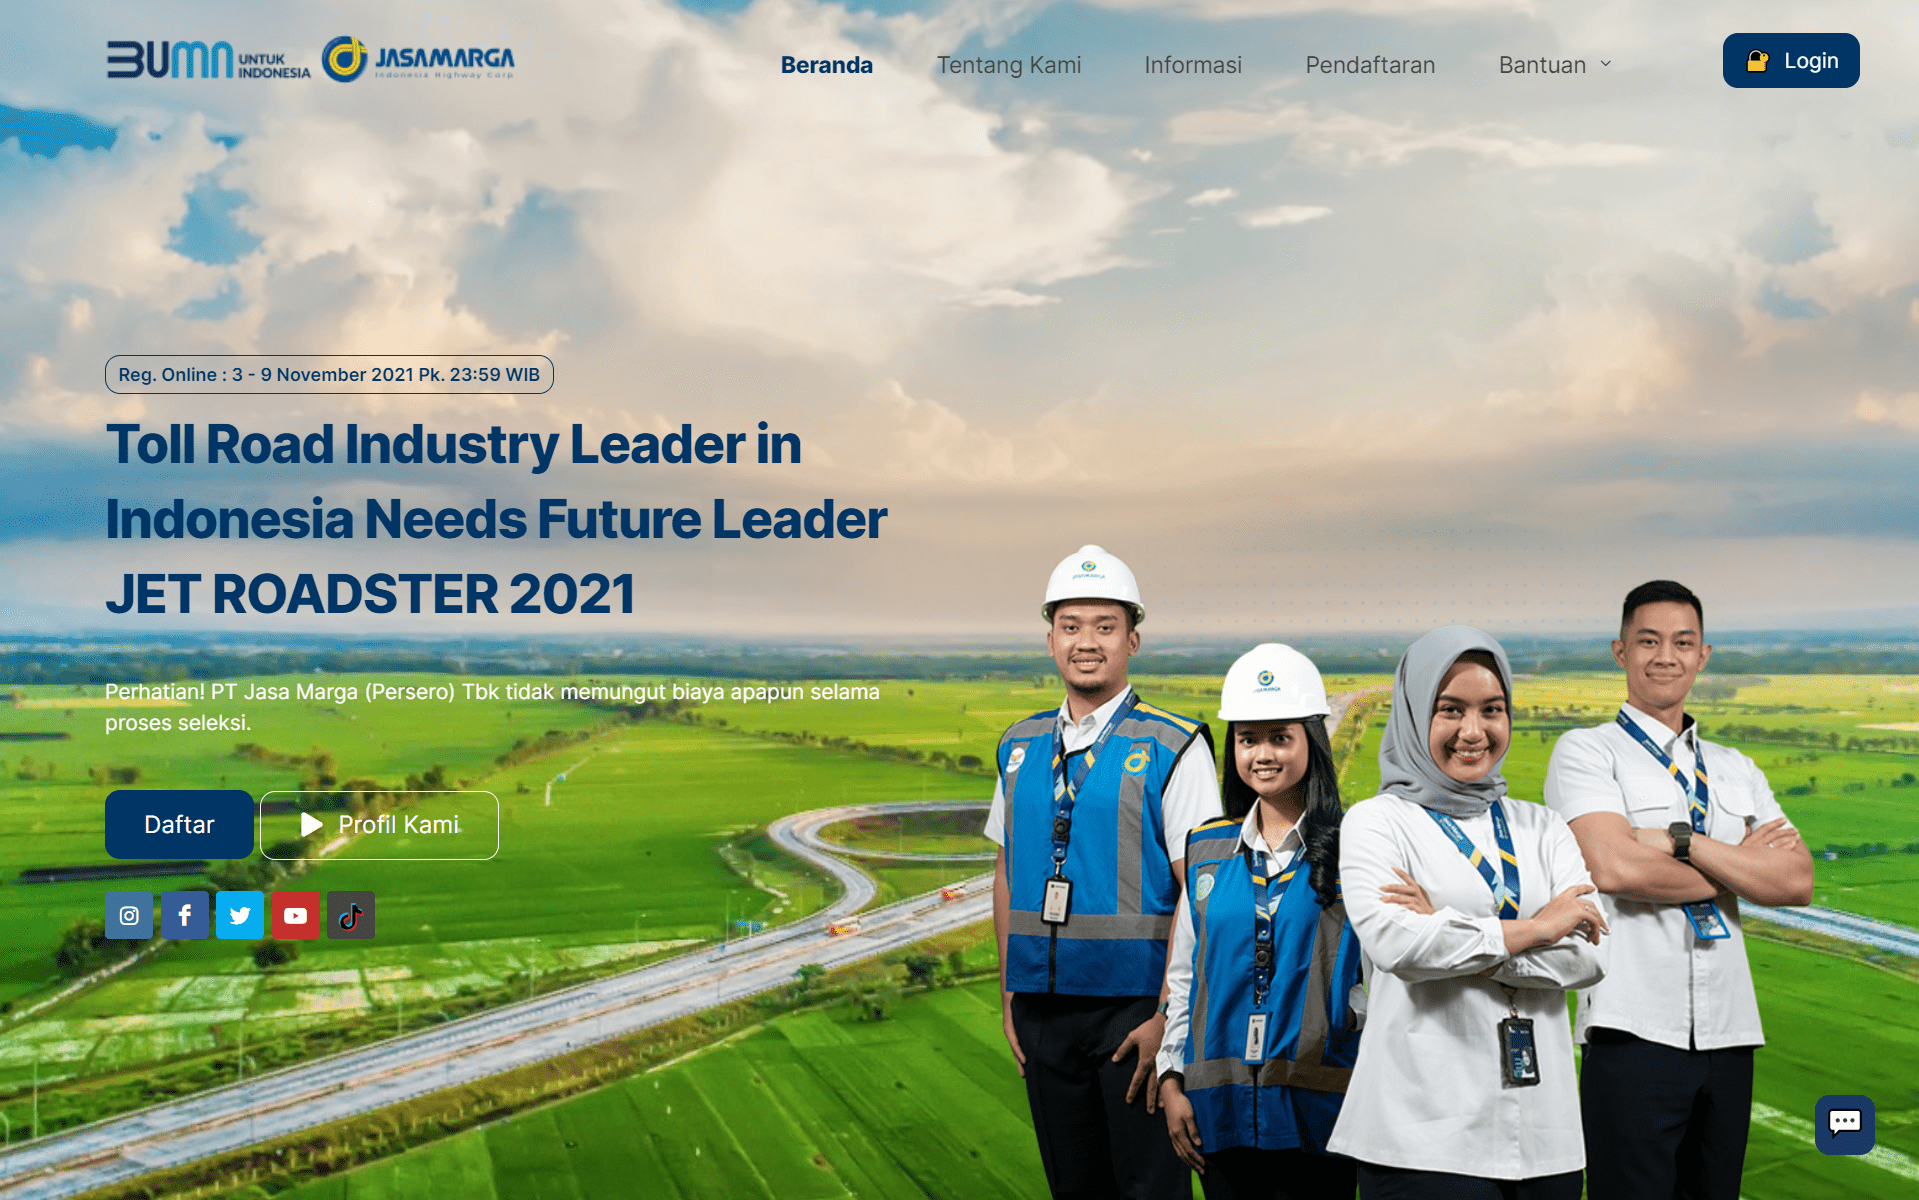 BUMN UNTUK INDONESIA
JASAMARGA
Indonesia Highway Corp
Beranda
Tentang Kami
Informasi
Pendaftaran
Bantuan
Login
Reg. Online : 3 - 9 November 2021 Pk. 23:59 WIB
Toll Road Industry Leader in
Indonesia Needs Future Leader
JET ROADSTER 2021
Perhatian! PT Jasa Marga (Persero) Tbk tidak memungut biaya apapun selama
proses seleksi.
Daftar
Profil Kami
JASAMARGA
JASAMARGA